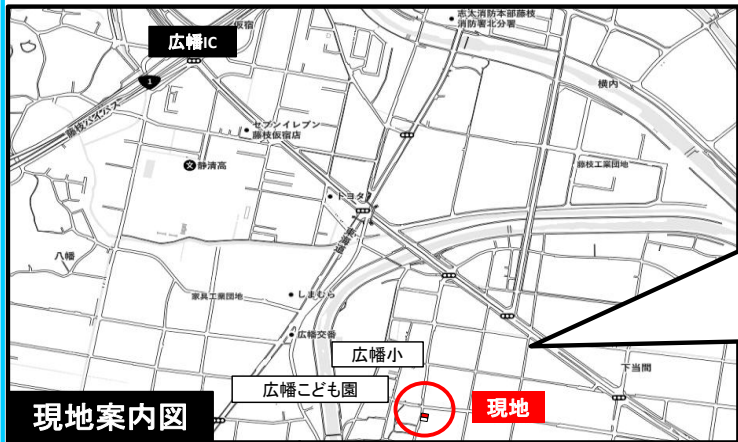 仮宿
志太消防本部藤枝
消防署北分署
広幡IC
1
横内
藤枝バイパス
セブンイレブン
藤枝仮宿店
文 静清高
藤枝工業団地
トヨタ
東海道
八幡
家具工業団地
しまむら
広幡交番
広幡小
下当間
広幡こども園
現地
現地案内図